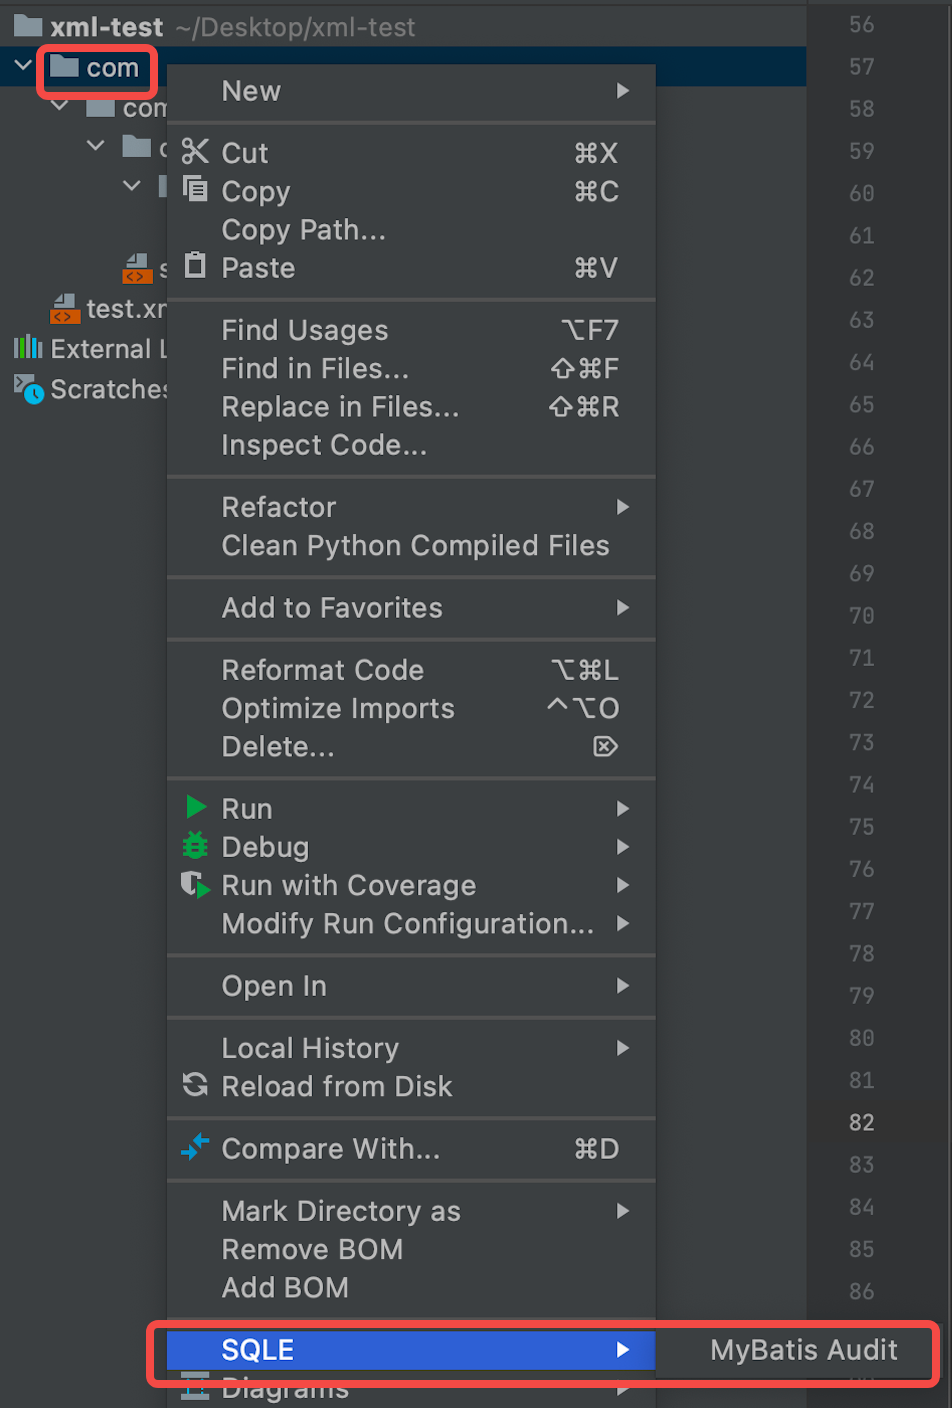 xml-test ~/Desktop/xml-test
com
com
test.xm
External L
Scratches
New
Cut ⌘X
Copy ⌘C
Copy Path...
Paste ⌘V
Find Usages ⌥F7
Find in Files... ⇧⌘F
Replace in Files... ⇧⌘R
Inspect Code...
Refactor
Clean Python Compiled Files
Add to Favorites
Reformat Code ⌥⌘L
Optimize Imports ^⌥O
Delete... ⌦
Run
Debug
Run with Coverage
Modify Run Configuration...
Open In
Local History
Reload from Disk
Compare With... ⌘D
Mark Directory as
Remove BOM
Add BOM
SQLE
MyBatis Audit
Diagrams
56
57
58
59
60
61
62
63
64
65
66
67
68
69
70
71
72
73
74
75
76
77
78
79
80
81
82
83
84
85
86